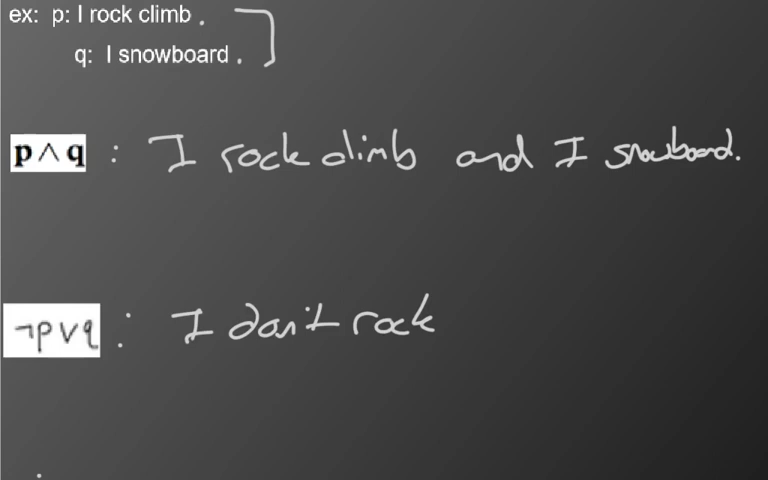 ex: p: I rock climb.
q: I snowboard.
p∧q : I rock climb and I snowboard.
¬p∨q : I don't rock